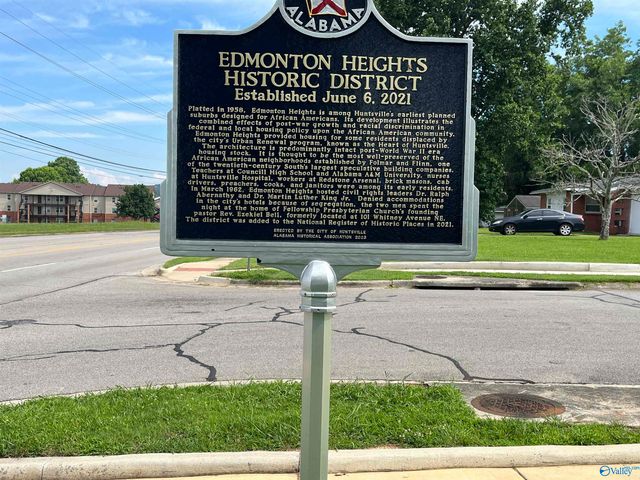 ALABAMA
EDMONTON HEIGHTS
HISTORIC DISTRICT
Established June 6, 2021
Platted in 1958, Edmonton Heights is among Huntsville's earliest planned
suburbs designed for African Americans. Its development illustrates the
combined effects of post-war growth and racial discrimination in
federal and local housing policy upon the African American community.
Edmonton Heights provided housing for some residents displaced by
the city's Urban Renewal program, known as the Heart of Huntsville.
The architecture is predominantly intact post-World War II era
housing stock. It is thought to be the most well-preserved of the
African American neighborhoods established by Folmar and Flinn, one
of the twentieth-century South's largest speculative building companies.
Teachers at Councill High School and Alabama A&M University, nurses
at Huntsville Hospital, workers at Redstone Arsenal, brickmasons, cab
drivers, preachers, cooks, and janitors were among its early residents.
In March 1962, Edmonton Heights hosted civil rights leaders Dr. Ralph
Abernathy and Dr. Martin Luther King Jr. Denied accommodations
in the city's hotels because of segregation, the two men spent the
night at the home of Fellowship Presbyterian Church's founding
pastor Rev. Ezekiel Bell, formerly located at 101 Whitney Avenue NE.
The district was added to the National Register of Historic Places in 2021.
ERECTED BY THE CITY OF HUNTSVILLE
ALABAMA HISTORICAL ASSOCIATION 2023
Valley.com